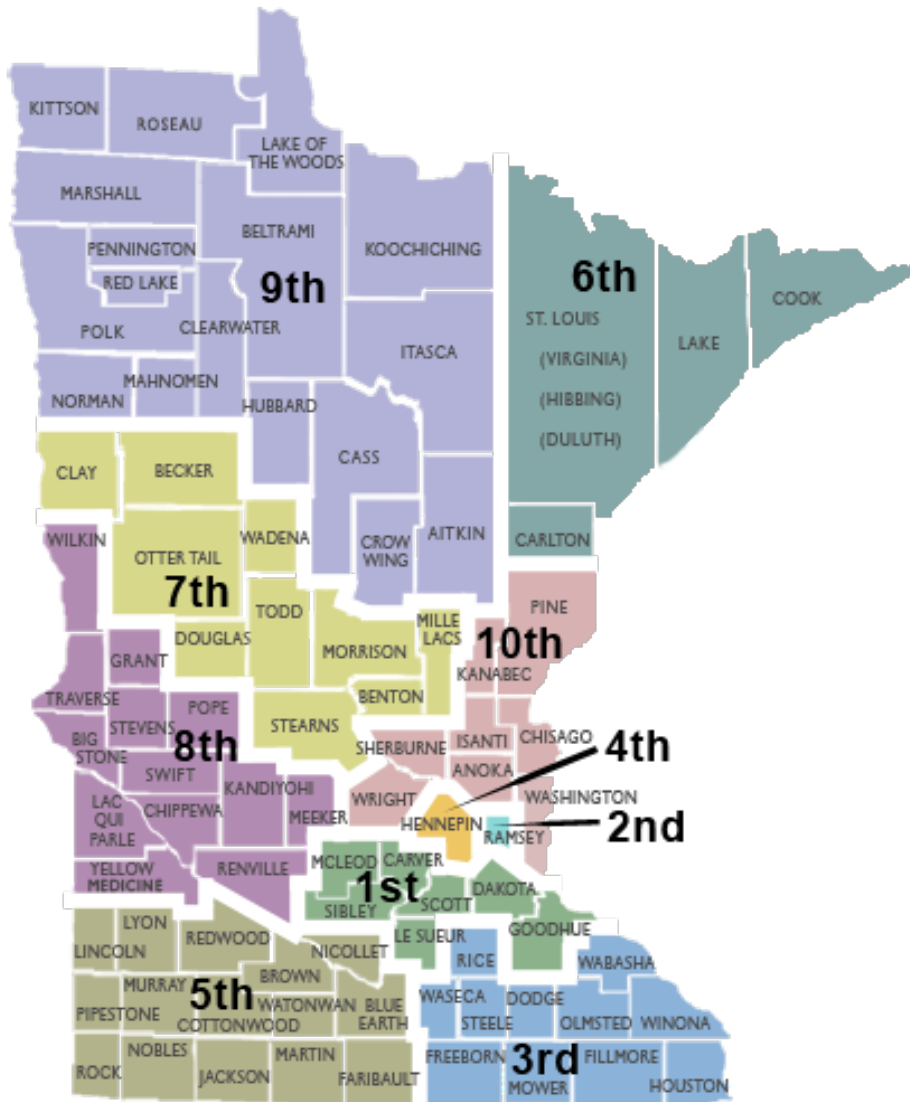 KITTSON
ROSEAU
LAKE OF
THE WOODS
MARSHALL
BELTRAMI
KOOCHICHING
PENNINGTON
RED LAKE
9th
6th
COOK
POLK
CLEARWATER
ST. LOUIS
LAKE
ITASCA
(VIRGINIA)
MAHNOMEN
NORMAN
HUBBARD
(HIBBING)
(DULUTH)
CLAY
BECKER
CASS
WILKIN
OTTER TAIL
WADENA
CROW
WING
AITKIN
CARLTON
7th
TODD
MILLE
LACS
PINE
DOUGLAS
MORRISON
10th
GRANT
KANABEC
TRAVERSE
POPE
BENTON
STEVENS
STEARNS
BIG
STONE
8th
SHERBURNE
ISANTI
CHISAGO
4th
SWIFT
ANOKA
KANDIYOHI
WRIGHT
WASHINGTON
LAC
QUI
PARLE
CHIPPEWA
MEEKER
HENNEPIN
RAMSEY
2nd
YELLOW
MEDICINE
RENVILLE
MCLEOD
CARVER
1st
DAKOTA
SIBLEY
SCOTT
LYON
REDWOOD
LE SUEUR
GOODHUE
LINCOLN
NICOLLET
RICE
WABASHA
MURRAY
5th
BROWN
WASECA
DODGE
PIPESTONE
COTTONWOOD
WATONWAN
BLUE
EARTH
STEELE
OLMSTED
WINONA
NOBLES
MARTIN
FREEBORN
3rd
FILLMORE
ROCK
JACKSON
FARIBAULT
MOWER
HOUSTON